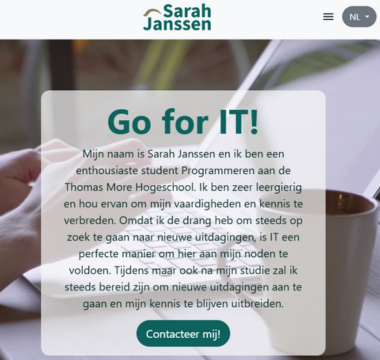 Sarah
Janssen
NL
Go for IT!
Mijn naam is Sarah Janssen en ik ben een
enthousiaste student Programmeren aan de
Thomas More Hogeschool. Ik ben zeer leergierig
en hou ervan om mijn vaardigheden en kennis te
verbreden. Omdat ik de drang heb om steeds op
zoek te gaan naar nieuwe uitdagingen, is IT een
perfecte manier om hier aan mijn noden te
voldoen. Tijdens maar ook na mijn studie zal ik
steeds bereid zijn om nieuwe uitdagingen aan te
gaan en mijn kennis te blijven uitbreiden.
Contacteer mij!